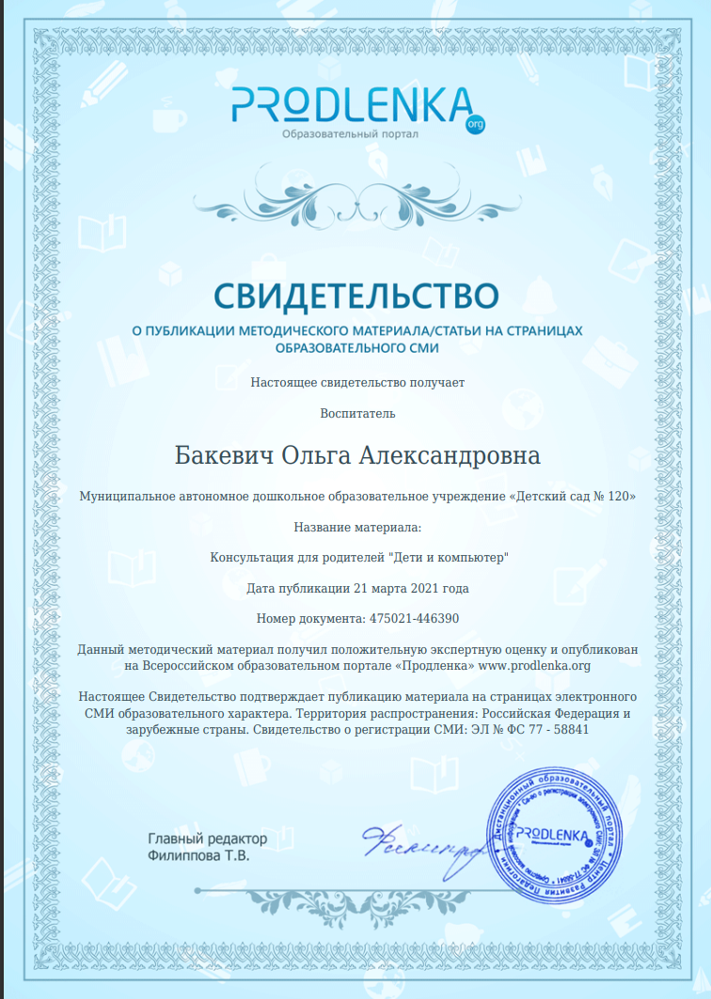 PRODLENKA
org
Образовательный портал
СВИДЕТЕЛЬСТВО
О ПУБЛИКАЦИИ МЕТОДИЧЕСКОГО МАТЕРИАЛА/СТАТЬИ НА СТРАНИЦАХ
ОБРАЗОВАТЕЛЬНОГО СМИ
Настоящее свидетельство получает
Воспитатель
Бакевич Ольга Александровна
Муниципальное автономное дошкольное образовательное учреждение «Детский сад № 120»
Название материала:
Консультация для родителей "Дети и компьютер"
Дата публикации 21 марта 2021 года
Номер документа: 475021-446390
Данный методический материал получил положительную экспертную оценку и опубликован
на Всероссийском образовательном портале «Продленка» www.prodlenka.org
Настоящее Свидетельство подтверждает публикацию материала на страницах электронного
СМИ образовательного характера. Территория распространения: Российская Федерация и
зарубежные страны. Свидетельство о регистрации СМИ: ЭЛ № ФС 77 - 58841
Главный редактор
Филиппова Т.В.
Дистанционный образовательный портал * Центр Развития Педагогики *
PRODLENKA